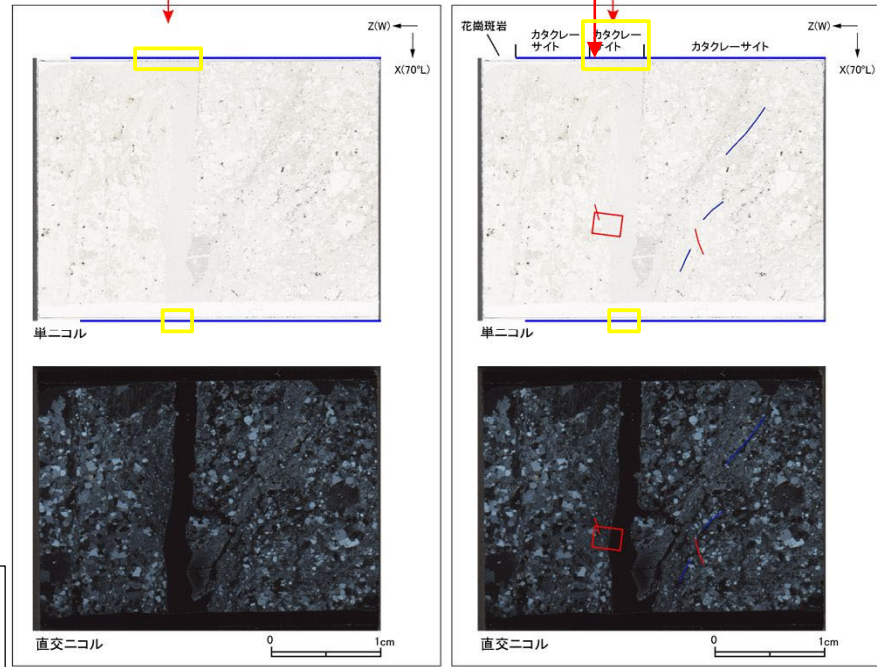 Z(W)
X(70°L)
単ニコル
直交ニコル
0 1cm
花崗斑岩
カタクレー
サイト
カタクレー
サイト
カタクレーサイト
Z(W)
X(70°L)
単ニコル
直交ニコル
0 1cm